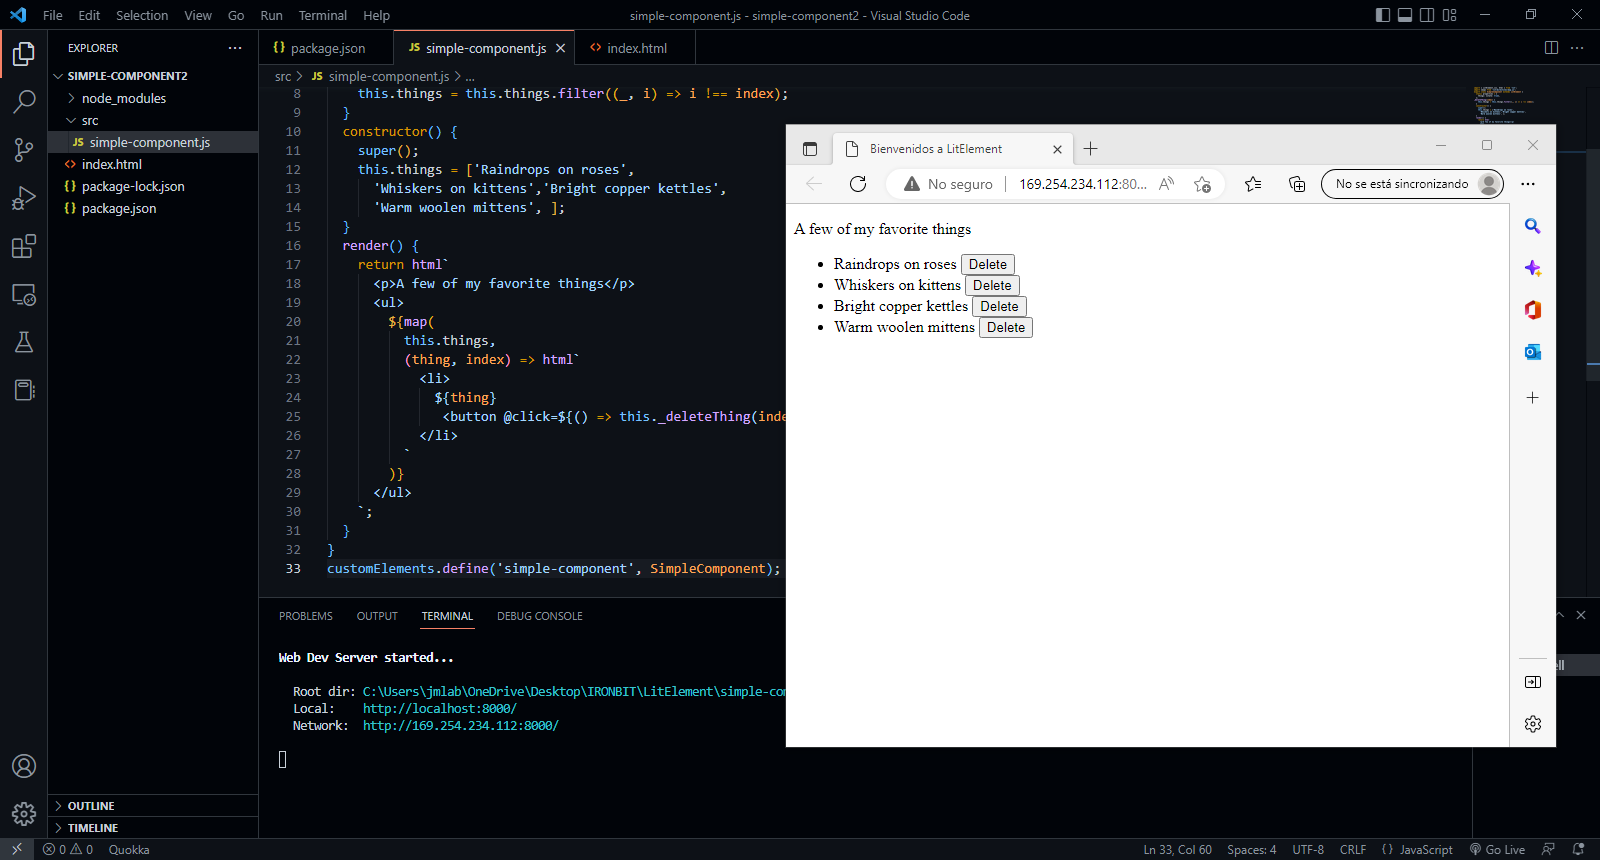 File Edit Selection View Go Run Terminal Help
simple-component.js - simple-component2 - Visual Studio Code
EXPLORER
SIMPLE-COMPONENT2
node_modules
src
JS simple-component.js
<> index.html
{} package-lock.json
{} package.json
OUTLINE
TIMELINE
{} package.json
JS simple-component.js
<> index.html
src > JS simple-component.js > ...
8 this.things = this.things.filter((_, i) => i !== index);
9 }
10 constructor() {
11 super();
12 this.things = ['Raindrops on roses',
13 'Whiskers on kittens','Bright copper kettles',
14 'Warm woolen mittens', ];
15 }
16 render() {
17 return html`
18 <p>A few of my favorite things</p>
19 <ul>
20 ${map(
21 this.things,
22 (thing, index) => html`
23 <li>
24 ${thing}
25 <button @click=${() => this._deleteThing(inde
26 </li>
27 `
28 )}
29 </ul>
30 `;
31 }
32 }
33 customElements.define('simple-component', SimpleComponent);
PROBLEMS OUTPUT TERMINAL DEBUG CONSOLE
Web Dev Server started...
Root dir: C:\Users\jmlab\OneDrive\Desktop\IRONBIT\LitElement\simple-co
Local: http://localhost:8000/
Network: http://169.254.234.112:8000/
ell
Bienvenidos a LitElement
No seguro
169.254.234.112:80...
No se está sincronizando
A few of my favorite things
Raindrops on roses Delete
Whiskers on kittens Delete
Bright copper kettles Delete
Warm woolen mittens Delete
0 0 Quokka
Ln 33, Col 60 Spaces: 4 UTF-8 CRLF {} JavaScript Go Live